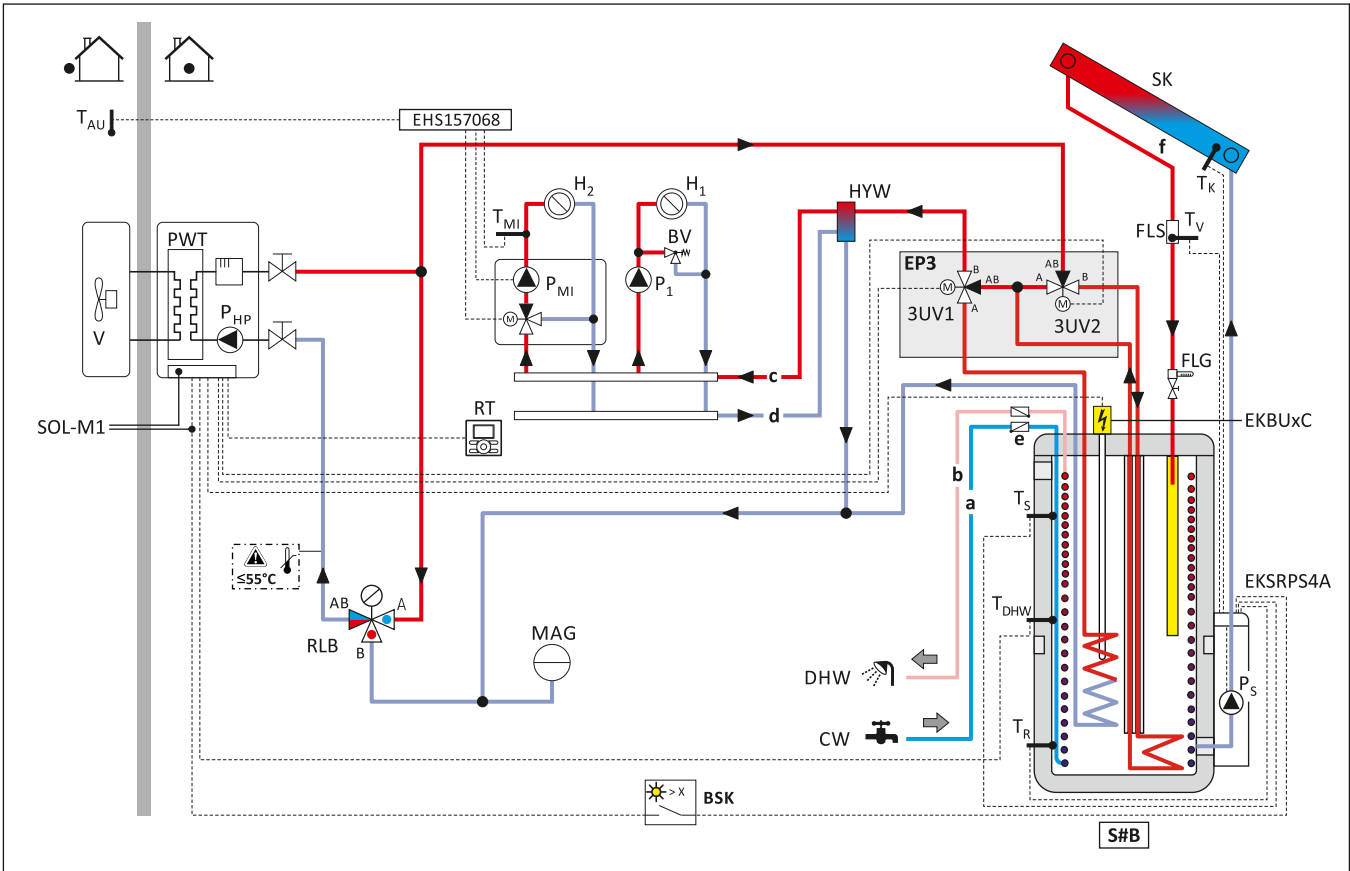 SK
T_AU
EHS157068
f
T_K
H_2
H_1
HYW
T_MI
BV
FLS
T_V
PWT
EP3
AB
B
B
AB
A
M
P_MI
P_1
M
3UV1
A
M
3UV2
P_HP
V
M
FLG
c
SOL-M1
RT
d
EKBUxC
e
b
a
T_S
≤55°C
EKSRPS4A
AB
A
T_DHW
RLB
B
MAG
DHW
P_S
CW
T_R
> X
BSK
S#B